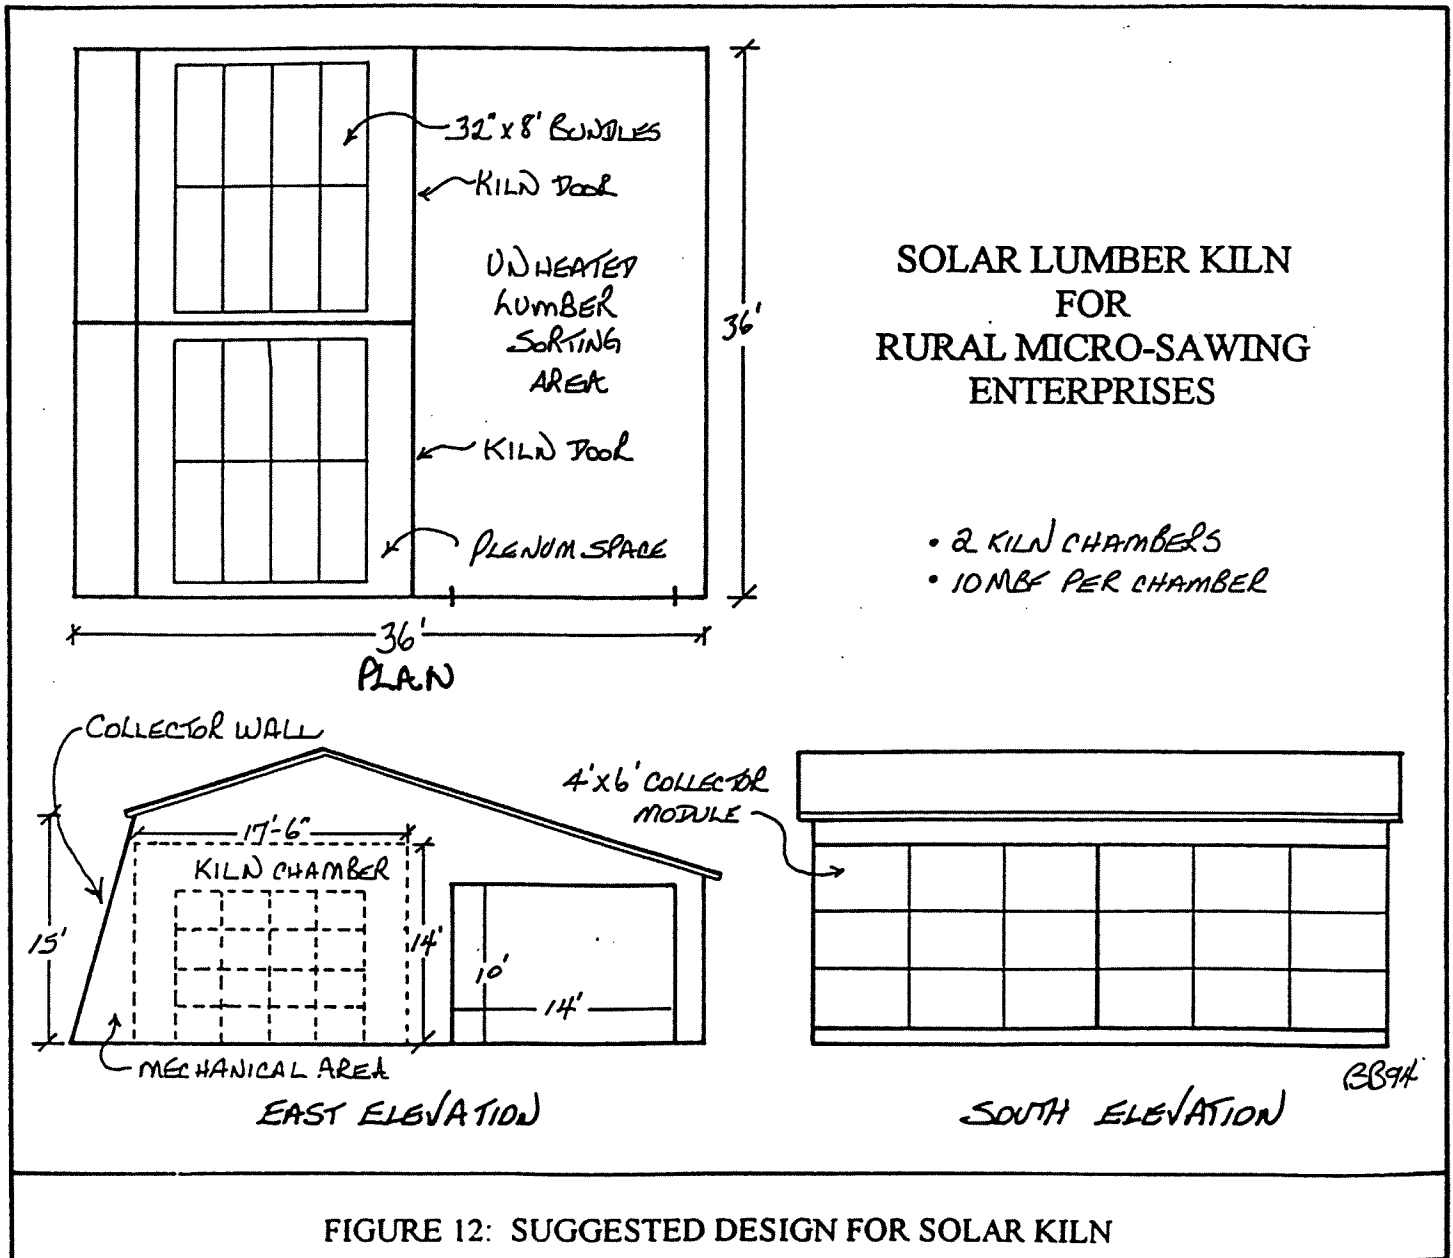 32"x8' BUNDLES
KILN DOOR
UNHEATED
LUMBER
SORTING
AREA
KILN DOOR
PLENUM SPACE
36'
36'
PLAN
SOLAR LUMBER KILN
FOR
RURAL MICRO-SAWING
ENTERPRISES
• 2 KILN CHAMBERS
• 10 MBF PER CHAMBER
COLLECTOR WALL
17'-6"
KILN CHAMBER
15'
14'
10'
14'
MECHANICAL AREA
EAST ELEVATION
4'x6' COLLECTOR
MODULE
BB94
SOUTH ELEVATION
FIGURE 12: SUGGESTED DESIGN FOR SOLAR KILN